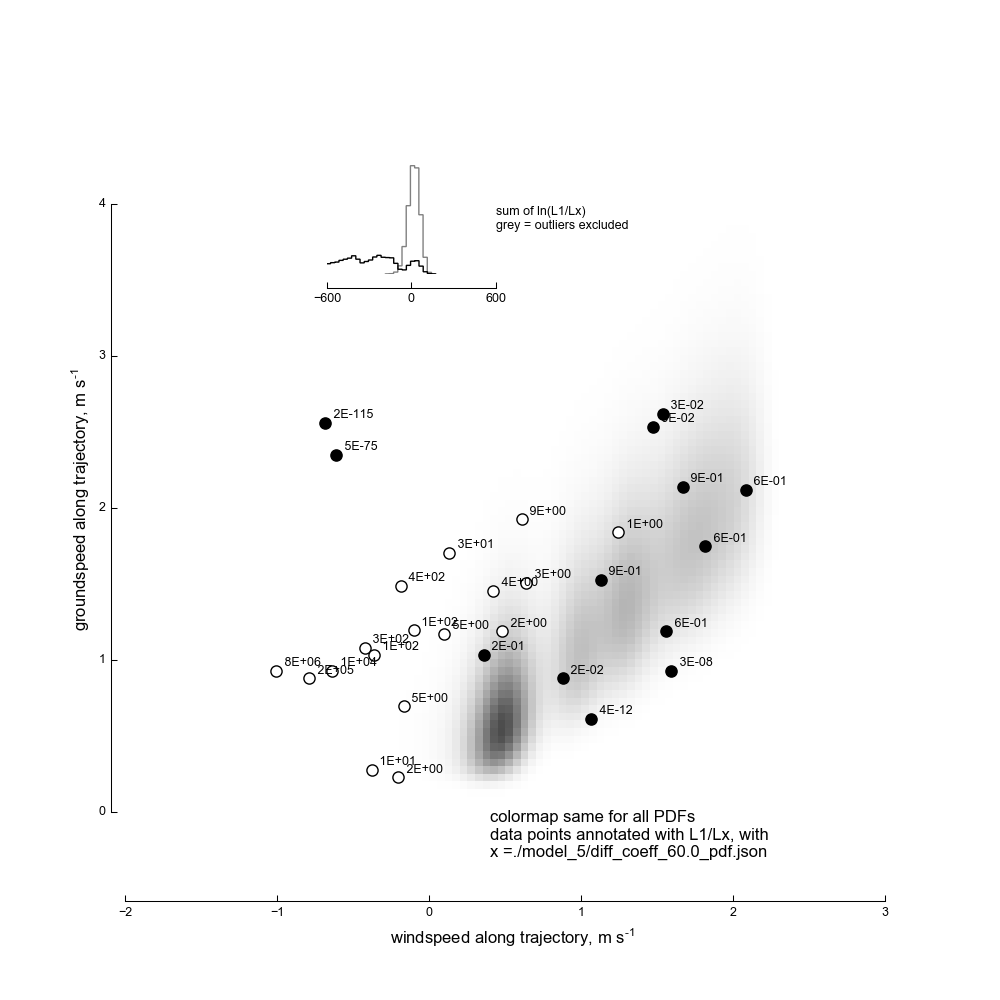 sum of ln(L1/Lx)
grey = outliers excluded
−600 0 600
4
3
2
1
0
groundspeed along trajectory, m s-1
2E-115
5E-75
3E-02
E-02
9E-01
6E-01
9E+00
1E+00
6E-01
3E+01
4E+02
4E+00
3E+00
9E-01
1E+02
5E+00
2E+00
6E-01
3E+02
1E+02
2E-01
8E+06
2E+05
1E+04
2E-02
3E-08
5E+00
4E-12
1E+01
2E+00
colormap same for all PDFs
data points annotated with L1/Lx, with
x =./model_5/diff_coeff_60.0_pdf.json
−2 −1 0 1 2 3
windspeed along trajectory, m s-1